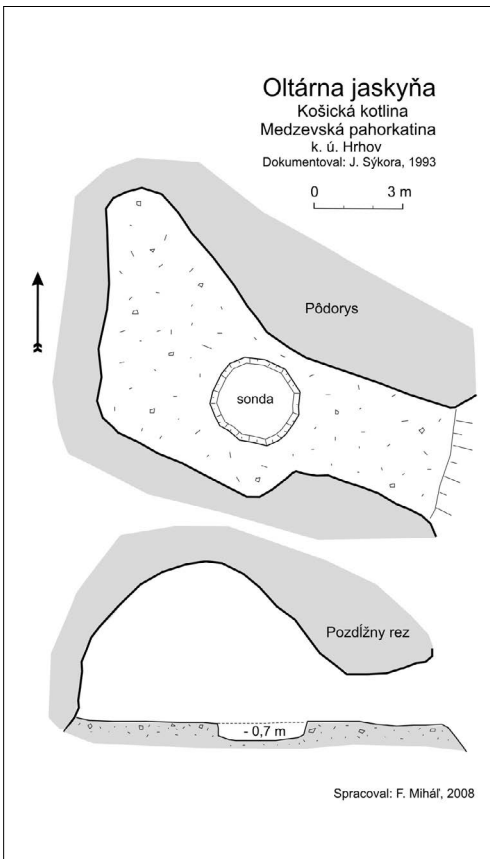 Oltárna jaskyňa
Košická kotlina
Medzevská pahorkatina
k. ú. Hrhov
Dokumentoval: J. Sýkora, 1993
0 3 m
Pôdorys
sonda
Pozdĺžny rez
- 0,7 m
Spracoval: F. Miháľ, 2008